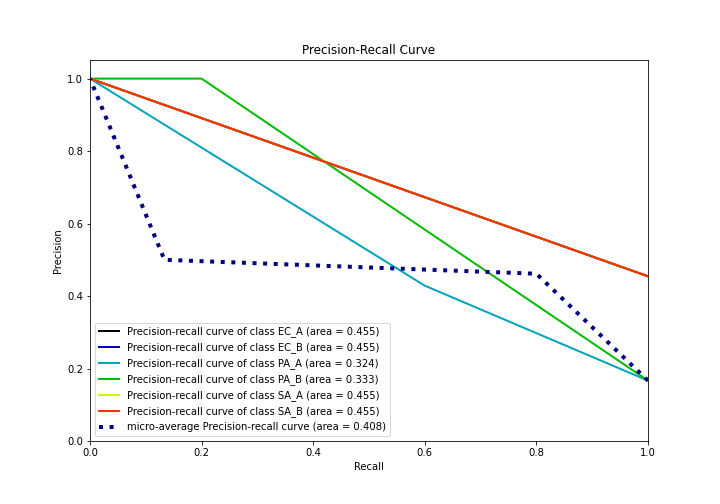 Precision-Recall Curve
Precision
1.0
0.8
0.6
0.4
0.2
0.0
Precision-recall curve of class EC_A (area = 0.455)
Precision-recall curve of class EC_B (area = 0.455)
Precision-recall curve of class PA_A (area = 0.324)
Precision-recall curve of class PA_B (area = 0.333)
Precision-recall curve of class SA_A (area = 0.455)
Precision-recall curve of class SA_B (area = 0.455)
micro-average Precision-recall curve (area = 0.408)
0.0 0.2 0.4 0.6 0.8 1.0
Recall